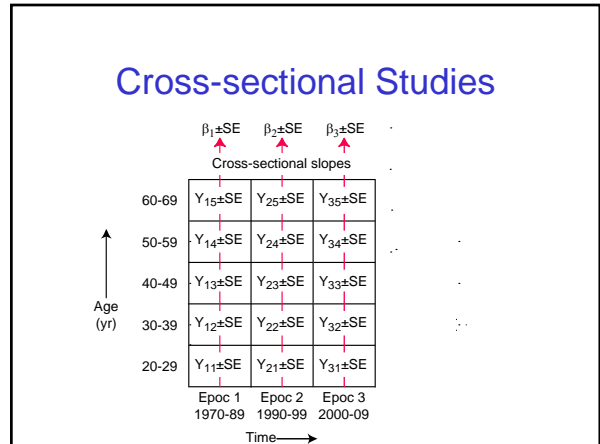 Cross-sectional Studies
β1±SE β2±SE β3±SE
Cross-sectional slopes
60-69 Y15±SE Y25±SE Y35±SE
50-59 Y14±SE Y24±SE Y34±SE
40-49 Y13±SE Y23±SE Y33±SE
Age
(yr)
30-39 Y12±SE Y22±SE Y32±SE
20-29 Y11±SE Y21±SE Y31±SE
Epoc 1 Epoc 2 Epoc 3
1970-89 1990-99 2000-09
Time